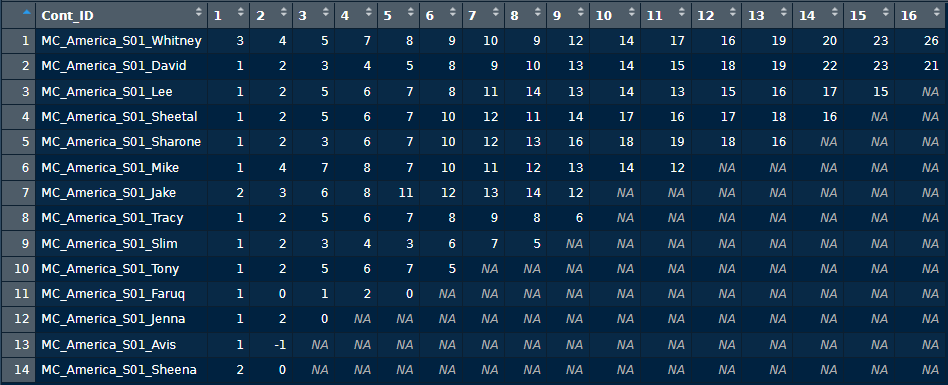 Cont_ID 1 2 3 4 5 6 7 8 9 10 11 12 13 14 15 16
1 MC_America_S01_Whitney 3 4 5 7 8 9 10 9 12 14 17 16 19 20 23 26
2 MC_America_S01_David 1 2 3 4 5 8 9 10 13 14 15 18 19 22 23 21
3 MC_America_S01_Lee 1 2 5 6 7 8 11 14 13 14 13 15 16 17 15 NA
4 MC_America_S01_Sheetal 1 2 5 6 7 10 12 11 14 17 16 17 18 16 NA NA
5 MC_America_S01_Sharone 1 2 3 6 7 10 12 13 16 18 19 18 16 NA NA NA
6 MC_America_S01_Mike 1 4 7 8 7 10 11 12 13 14 12 NA NA NA NA NA
7 MC_America_S01_Jake 2 3 6 8 11 12 13 14 12 NA NA NA NA NA NA NA
8 MC_America_S01_Tracy 1 2 5 6 7 8 9 8 6 NA NA NA NA NA NA NA
9 MC_America_S01_Slim 1 2 3 4 3 6 7 5 NA NA NA NA NA NA NA NA
10 MC_America_S01_Tony 1 2 5 6 7 5 NA NA NA NA NA NA NA NA NA NA
11 MC_America_S01_Faruq 1 0 1 2 0 NA NA NA NA NA NA NA NA NA NA NA
12 MC_America_S01_Jenna 1 2 0 NA NA NA NA NA NA NA NA NA NA NA NA NA
13 MC_America_S01_Avis 1 -1 NA NA NA NA NA NA NA NA NA NA NA NA NA NA
14 MC_America_S01_Sheena 2 0 NA NA NA NA NA NA NA NA NA NA NA NA NA NA